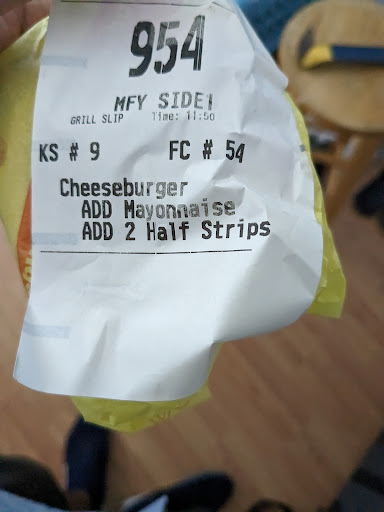 954
MFY SIDE1
GRILL SLIP Time: 11:50
KS # 9 FC # 54
Cheeseburger
ADD Mayonnaise
ADD 2 Half Strips